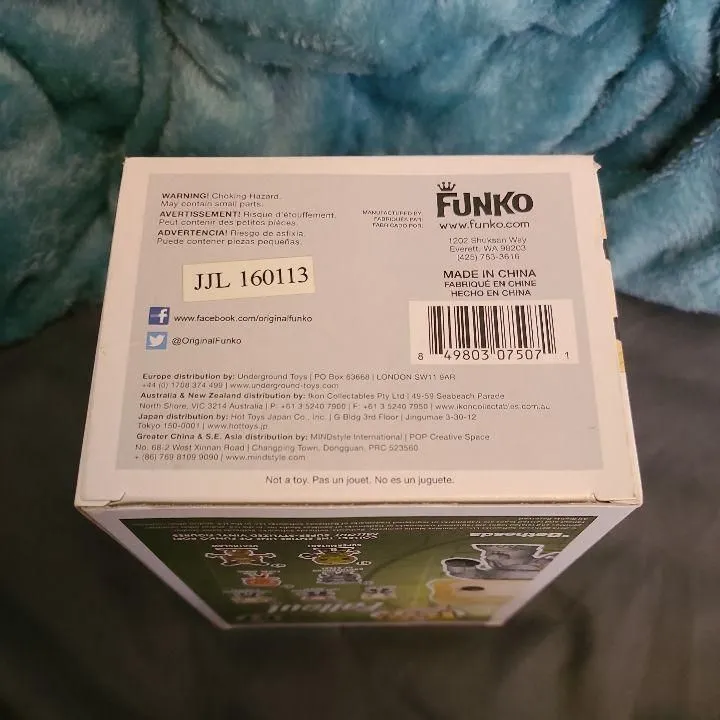 WARNING! Choking Hazard.
May contain small parts.
AVERTISSEMENT! Risque d'étouffement.
Peut contenir des petites pièces.
ADVERTENCIA! Riesgo de asfixia.
Puede contener piezas pequeñas.
MANUFACTURED BY:
FABRIQUÉS PAR:
FABRICADO POR:
FUNKO
www.funko.com
1202 Shuksan Way
Everett, WA 98203
(425) 783-3616
MADE IN CHINA
FABRIQUÉ EN CHINE
HECHO EN CHINA
JJL 160113
www.facebook.com/originalfunko
@OriginalFunko
8 49803 07507 1
Europe distribution by: Underground Toys | PO Box 63668 | LONDON SW11 9AR
+44 (0) 1708 374 499 | www.underground-toys.com
Australia & New Zealand distribution by: Ikon Collectables Pty Ltd | 49-59 Seabeach Parade
North Shore, VIC 3214 Australia | P: +61 3 5240 7900 | F: +61 3 5240 7950 | www.ikoncollectables.com.au
Japan distribution by: Hot Toys Japan Co., Inc. | G Bldg 3rd Floor | Jingumae 3-30-12
Tokyo 150-0001 | www.hottoys.jp
Greater China & S.E. Asia distribution by: MINDstyle International | POP Creative Space
No. 68-2 West Xinnan Road | Changping Town, Dongguan, PRC 523560
+ (86) 769 8109 9090 | www.mindstyle.com
Not a toy. Pas un jouet. No es un juguete.
Fallout